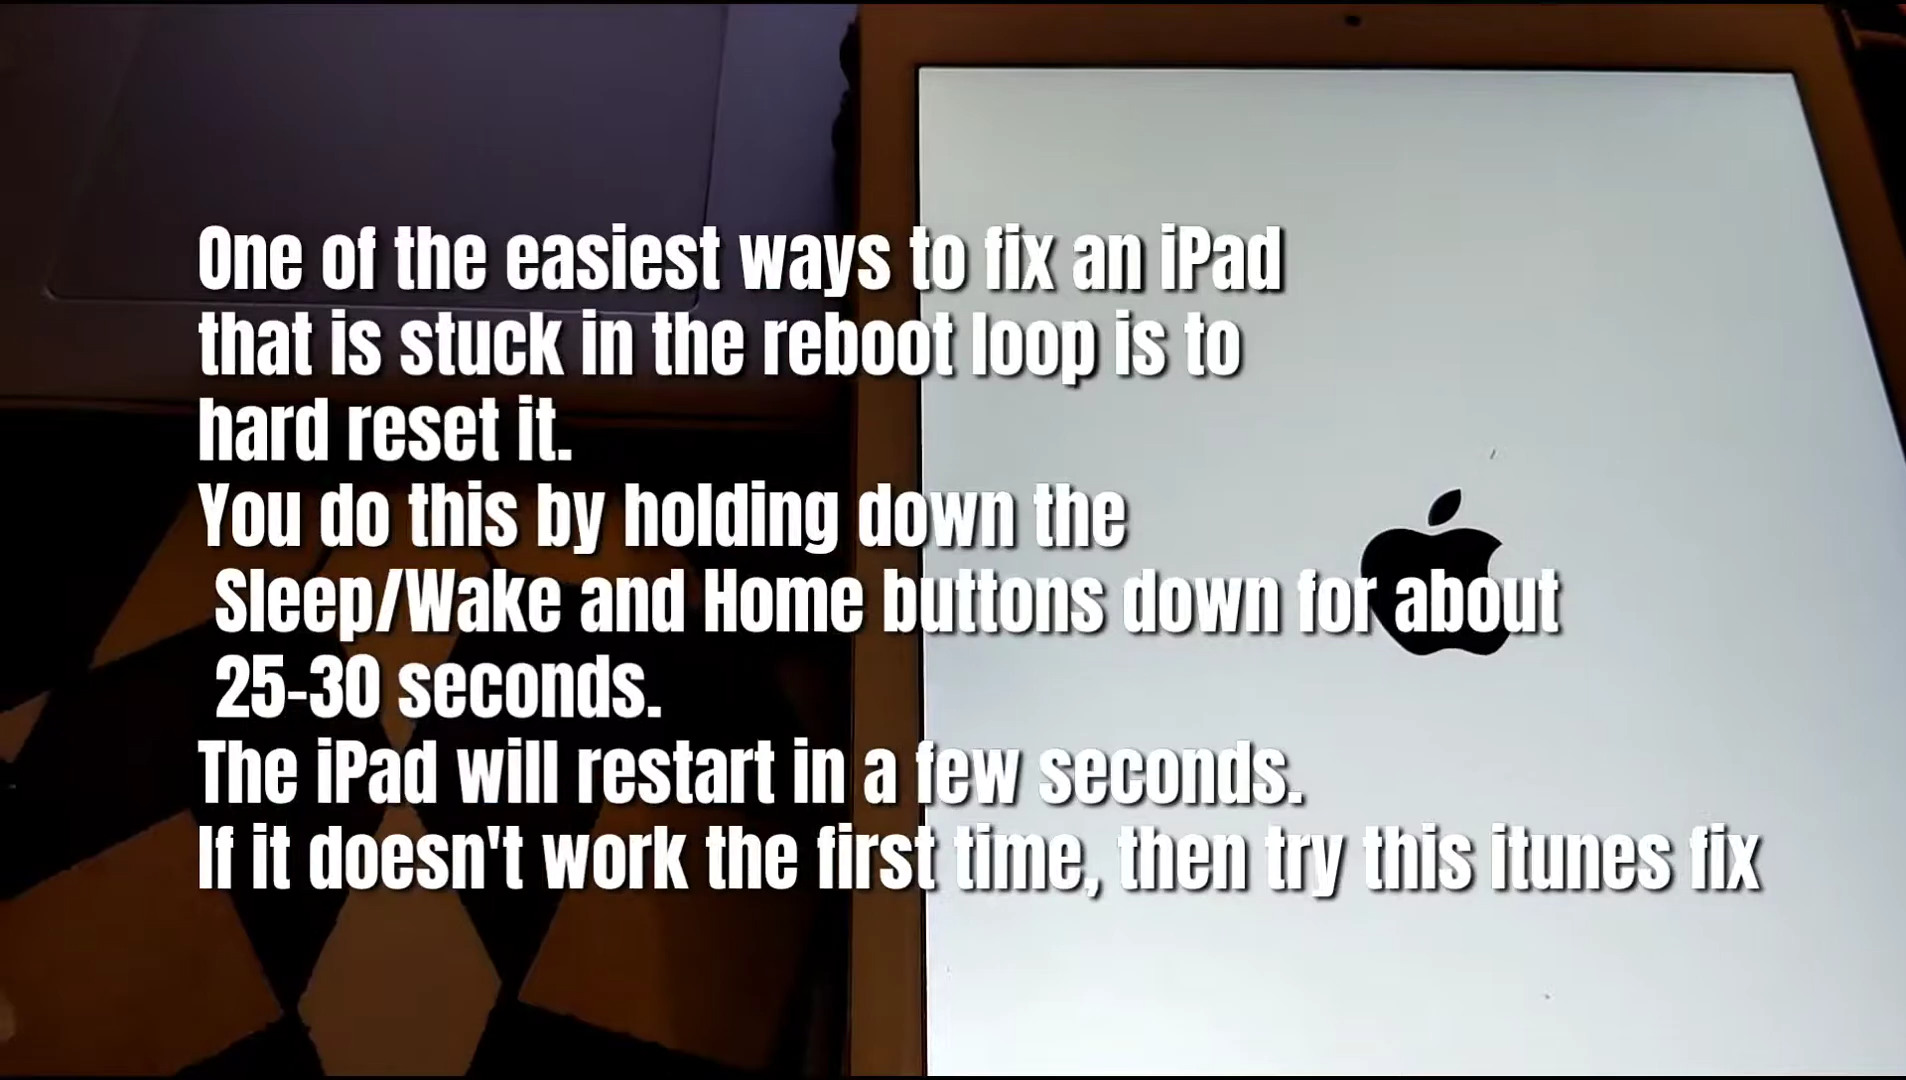 One of the easiest ways to fix an iPad
that is stuck in the reboot loop is to
hard reset it.
You do this by holding down the
Sleep/Wake and Home buttons down for about
25-30 seconds.
The iPad will restart in a few seconds.
If it doesn't work the first time, then try this itunes fix